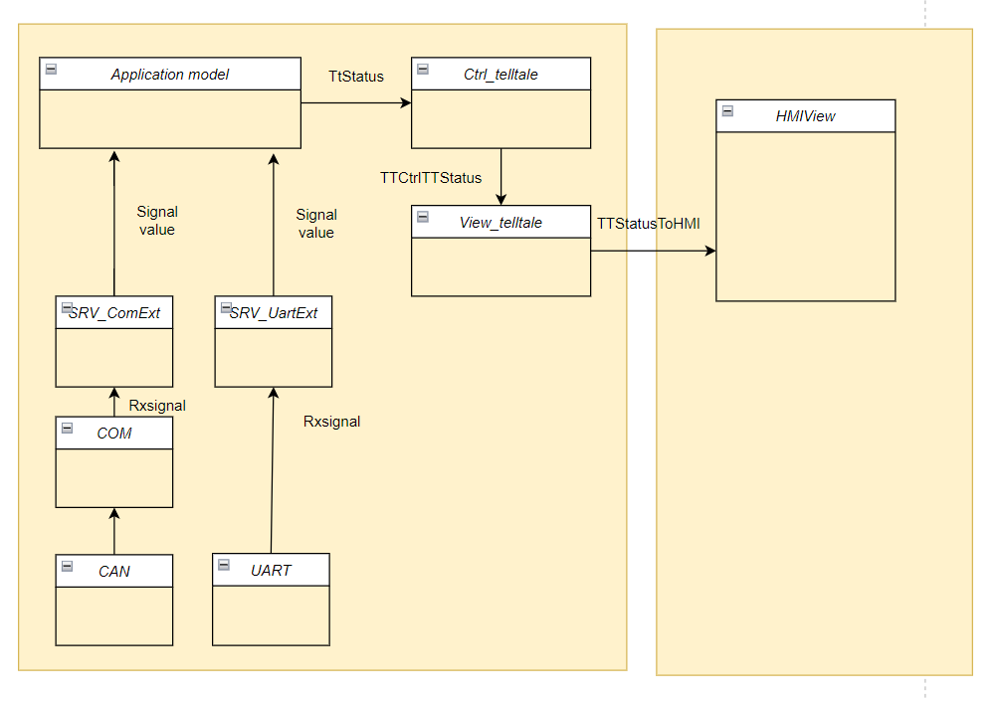 Application model
TtStatus
Ctrl_telltale
HMIView
TTCtrlTTStatus
Signal
value
Signal
value
View_telltale
TTStatusToHMI
SRV_ComExt
SRV_UartExt
Rxsignal
Rxsignal
COM
CAN
UART